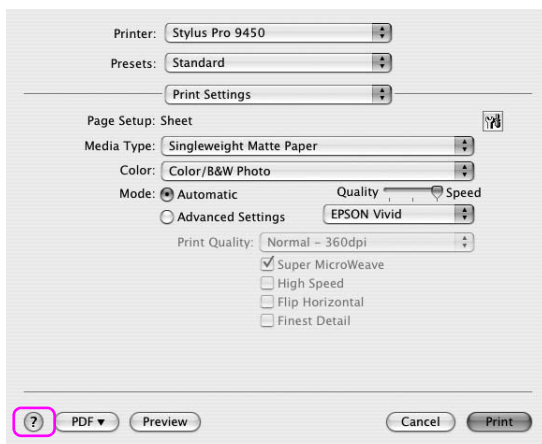 Printer: Stylus Pro 9450
Presets: Standard
Print Settings
Page Setup: Sheet
Media Type: Singleweight Matte Paper
Color: Color/B&W Photo
Mode: Automatic Quality Speed
Advanced Settings EPSON Vivid
Print Quality: Normal – 360dpi
Super MicroWeave
High Speed
Flip Horizontal
Finest Detail
? PDF ▼ Preview Cancel Print